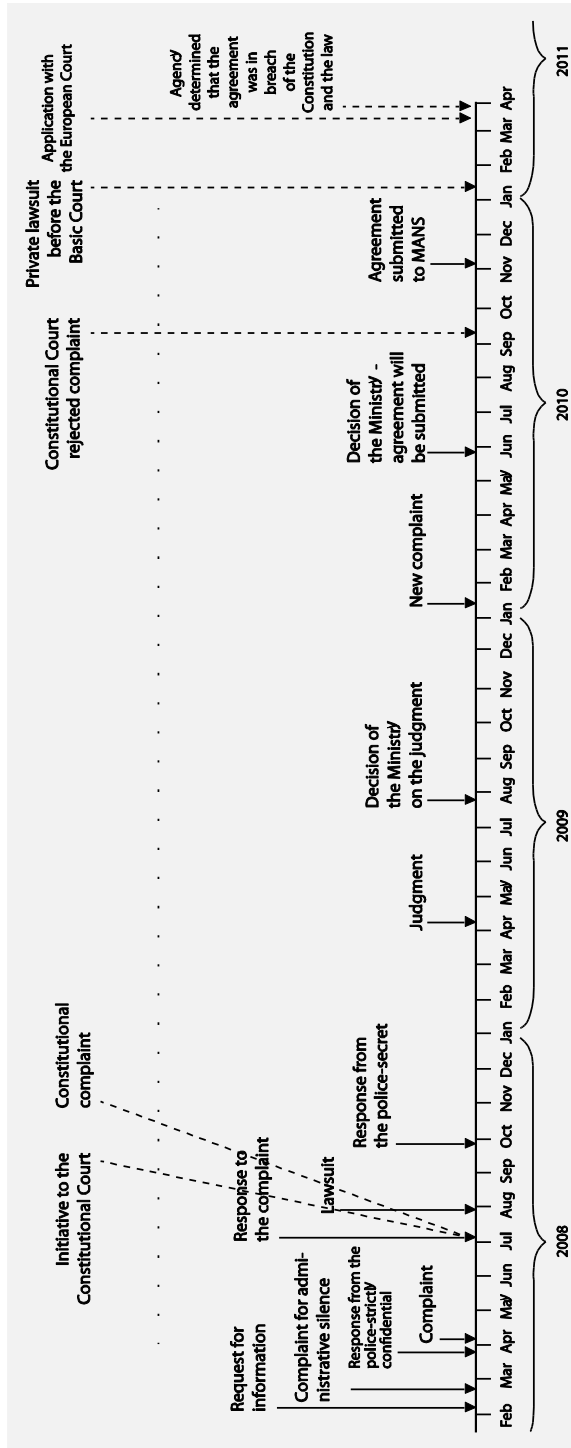 Initiative to the
Constitutional Court
Constitutional
complaint
Constitutional Court
rejected complaint
Private lawsuit
before the
Basic Court
Application with
the European Court
Agency
determined
that the
agreement
was in
breach
of the
Constitution
and the law
Request for
information
Complaint for admi-
nistrative silence
Response from the
police-strictly
confidential
Complaint
Response to
the complaint
Lawsuit
Response from
the police-secret
Judgment
Decision of
the Ministry
on the judgment
New complaint
Decision of
the Ministry -
agreement will
be submitted
Agreement
submitted
to MANS
Feb Mar Apr May Jun Jul Aug Sep Oct Nov Dec Jan Feb Mar Apr May Jun Jul Aug Sep Oct Nov Dec Jan Feb Mar Apr May Jun Jul Aug Sep Oct Nov Dec Jan Feb Mar Apr
2008 2009 2010 2011